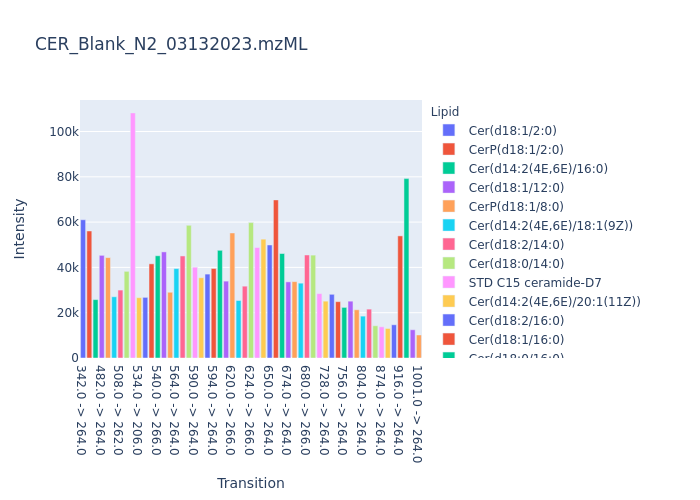 CER_Blank_N2_03132023.mzML
Intensity
100k
80k
60k
40k
20k
0
342.0 -> 264.0
482.0 -> 264.0
508.0 -> 262.0
534.0 -> 206.0
540.0 -> 266.0
564.0 -> 264.0
590.0 -> 264.0
594.0 -> 264.0
620.0 -> 266.0
624.0 -> 266.0
650.0 -> 264.0
674.0 -> 264.0
680.0 -> 264.0
728.0 -> 264.0
756.0 -> 264.0
804.0 -> 264.0
874.0 -> 264.0
916.0 -> 264.0
1001.0 -> 264.0
Transition
Lipid
Cer(d18:1/2:0)
CerP(d18:1/2:0)
Cer(d14:2(4E,6E)/16:0)
Cer(d18:1/12:0)
CerP(d18:1/8:0)
Cer(d14:2(4E,6E)/18:1(9Z))
Cer(d18:2/14:0)
Cer(d18:0/14:0)
STD C15 ceramide-D7
Cer(d14:2(4E,6E)/20:1(11Z))
Cer(d18:2/16:0)
Cer(d18:1/16:0)
Cer(d18:0/16:0)